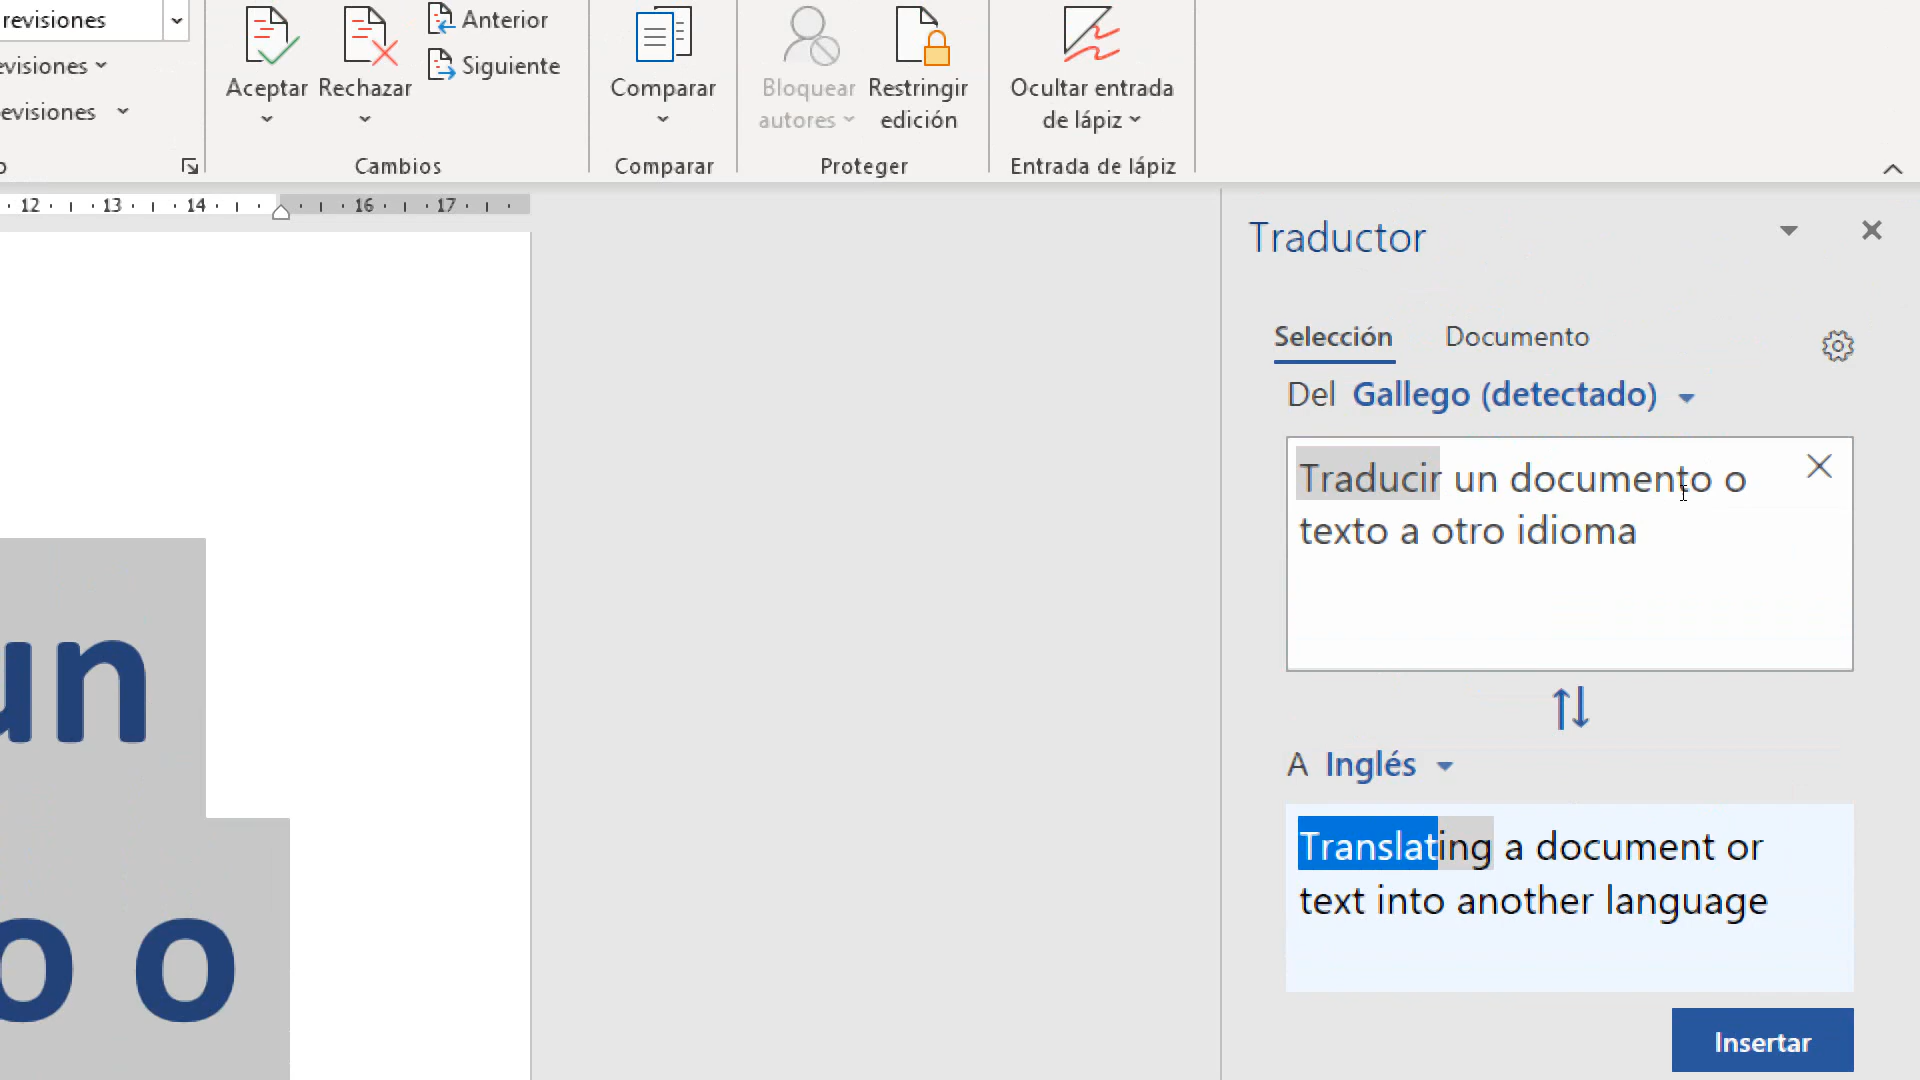 revisiones
evisiones
evisiones
Aceptar
Rechazar
Anterior
Siguiente
Cambios
Comparar
Comparar
Bloquear
autores
Restringir
edición
Proteger
Ocultar entrada
de lápiz
Entrada de lápiz
12 13 14 16 17
un
o o
Traductor
Selección Documento
Del Gallego (detectado)
Traducir un documento o
texto a otro idioma
A Inglés
Translating a document or
text into another language
Insertar